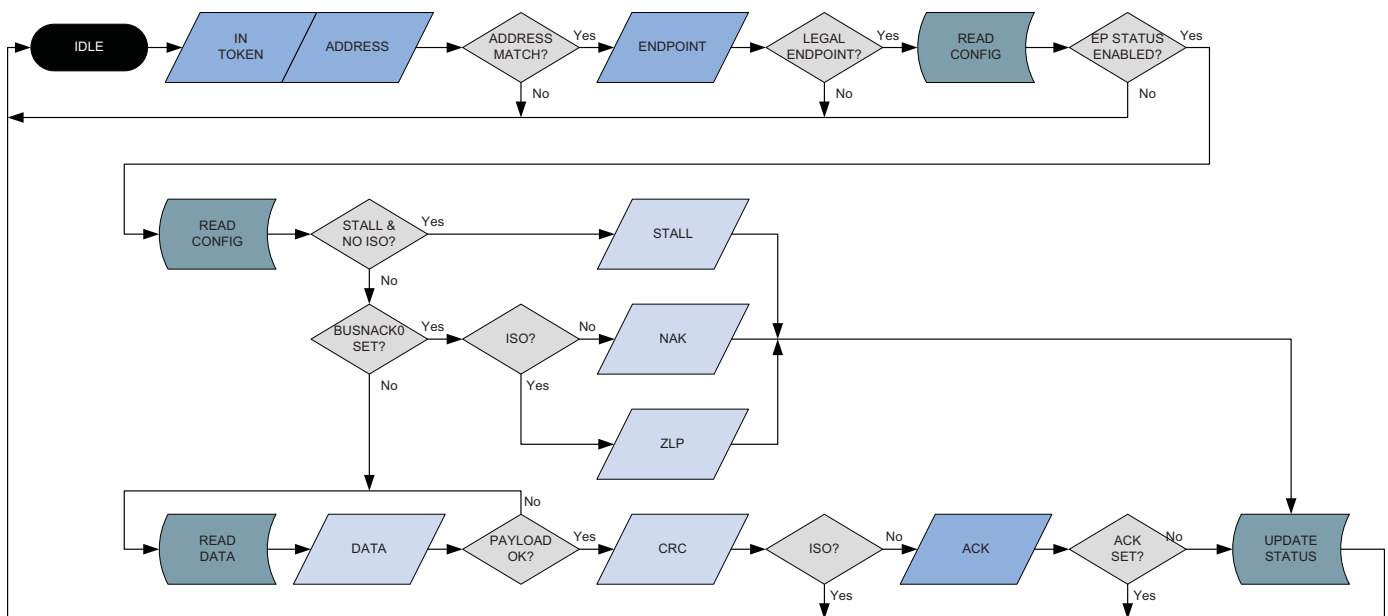 IDLE
IN
TOKEN
ADDRESS
ADDRESS
MATCH?
Yes
No
ENDPOINT
LEGAL
ENDPOINT?
Yes
No
READ
CONFIG
EP STATUS
ENABLED?
Yes
No
READ
CONFIG
STALL &
NO ISO?
Yes
No
STALL
BUSNACK0
SET?
Yes
No
ISO?
No
Yes
NAK
ZLP
READ
DATA
DATA
PAYLOAD
OK?
No
Yes
CRC
ISO?
No
Yes
ACK
ACK
SET?
No
Yes
UPDATE
STATUS